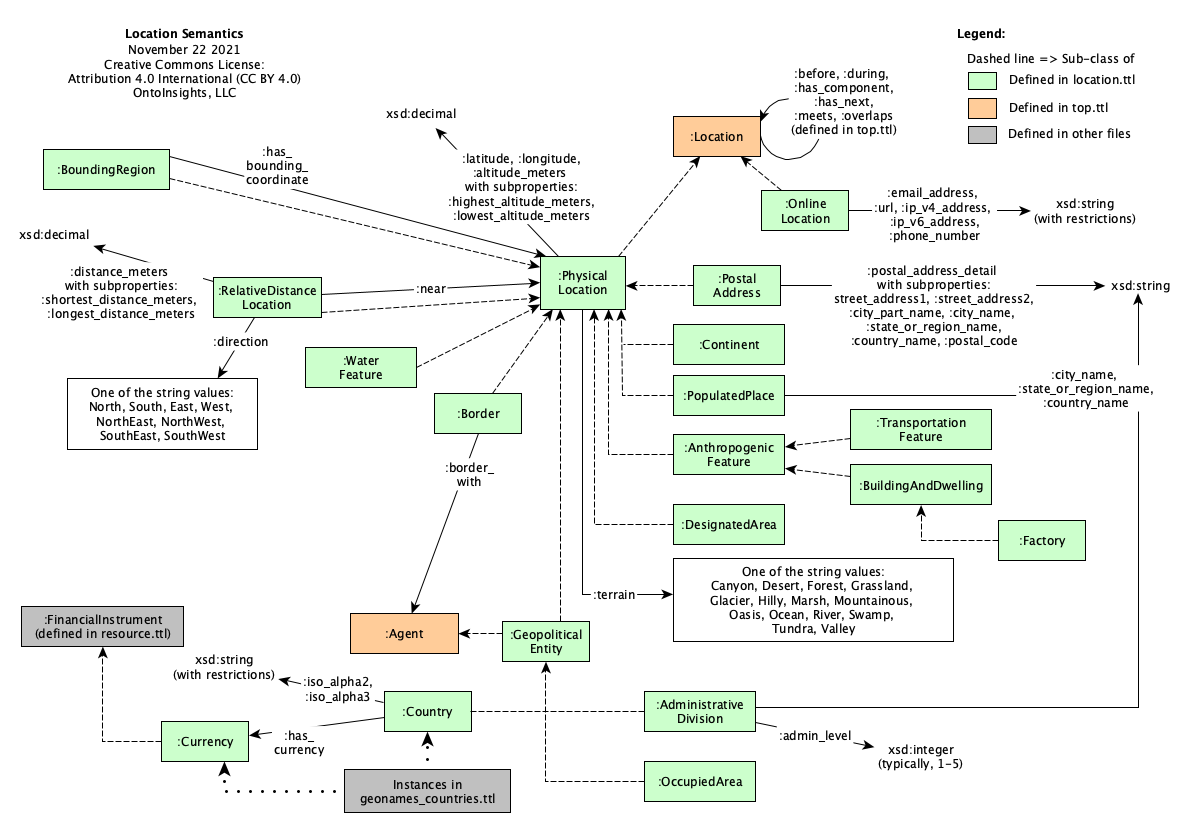 Location Semantics
November 22 2021
Creative Commons License:
Attribution 4.0 International (CC BY 4.0)
OntoInsights, LLC
Legend:
Dashed line => Sub-class of
Defined in location.ttl
Defined in top.ttl
Defined in other files
:before, :during,
:has_component,
:has_next,
:meets, :overlaps
(defined in top.ttl)
xsd:decimal
:Location
:BoundingRegion
:has_
bounding_
coordinate
:latitude, :longitude,
:altitude_meters
with subproperties:
:highest_altitude_meters,
:lowest_altitude_meters
:Online
Location
:email_address,
:url, :ip_v4_address,
:ip_v6_address,
:phone_number
xsd:string
(with restrictions)
xsd:decimal
:distance_meters
with subproperties:
:shortest_distance_meters,
:longest_distance_meters
:RelativeDistance
Location
:near
:Physical
Location
:Postal
Address
:postal_address_detail
with subproperties:
street_address1, :street_address2,
:city_part_name, :city_name,
:state_or_region_name,
:country_name, :postal_code
xsd:string
:direction
:Water
Feature
:Continent
One of the string values:
North, South, East, West,
NorthEast, NorthWest,
SouthEast, SouthWest
:Border
:PopulatedPlace
:city_name,
:state_or_region_name,
:country_name
:Transportation
Feature
:Anthropogenic
Feature
:border_
with
:BuildingAndDwelling
:DesignatedArea
:Factory
:terrain
One of the string values:
Canyon, Desert, Forest, Grassland,
Glacier, Hilly, Marsh, Mountainous,
Oasis, Ocean, River, Swamp,
Tundra, Valley
:FinancialInstrument
(defined in resource.ttl)
:Agent
:Geopolitical
Entity
xsd:string
(with restrictions)
:iso_alpha2,
:iso_alpha3
:Country
:Administrative
Division
:Currency
:has_
currency
:admin_level
xsd:integer
(typically, 1-5)
Instances in
geonames_countries.ttl
:OccupiedArea